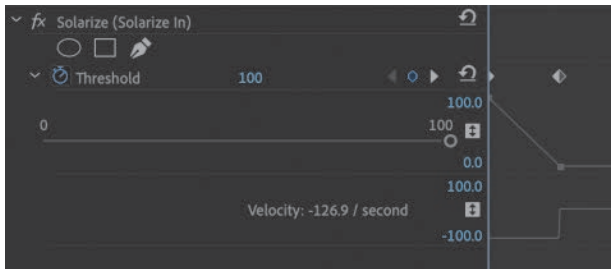 fx Solarize (Solarize In)
Threshold 100
100.0
0 100
0.0
100.0
Velocity: -126.9 / second
-100.0